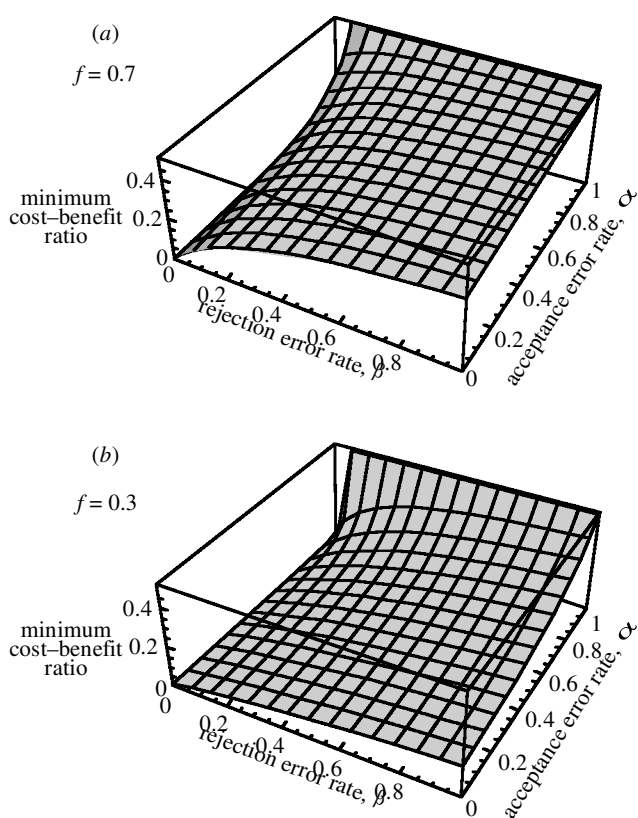 (a)
f = 0.7
minimum
cost–benefit
ratio
0.4
0.2
0
0
0.2
0.4
0.6
0.8
0
rejection error rate, β
0.2
0.4
0.6
0.8
1
acceptance error rate, α
(b)
f = 0.3
minimum
cost–benefit
ratio
0.4
0.2
0
0
0.2
0.4
0.6
0.8
0
rejection error rate, β
0.2
0.4
0.6
0.8
1
acceptance error rate, α